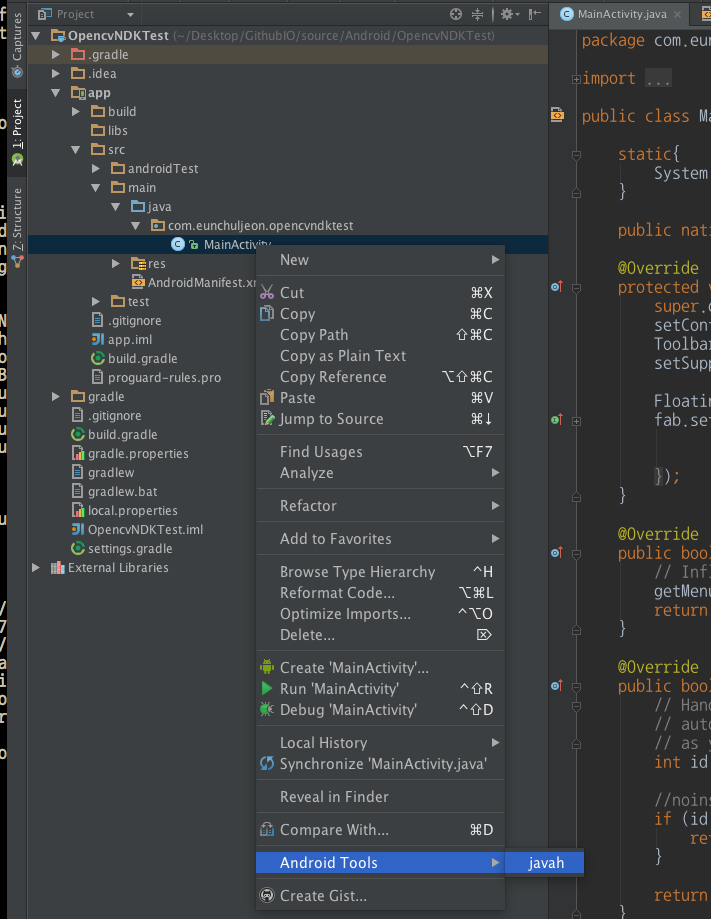 Captures
1: Project
7: Structure
Project
OpencvNDKTest (~/Desktop/GithubIO/source/Android/OpencvNDKTest)
.gradle
.idea
app
build
libs
src
androidTest
main
java
com.eunchuljeon.opencvndktest
MainActivity
res
AndroidManifest.xm
test
.gitignore
app.iml
build.gradle
proguard-rules.pro
gradle
.gitignore
build.gradle
gradle.properties
gradlew
gradlew.bat
local.properties
OpencvNDKTest.iml
settings.gradle
External Libraries
New
Cut ⌘X
Copy ⌘C
Copy Path ⇧⌘C
Copy as Plain Text
Copy Reference ⌥⇧⌘C
Paste ⌘V
Jump to Source ⌘↓
Find Usages ⌥F7
Analyze
Refactor
Add to Favorites
Browse Type Hierarchy ^H
Reformat Code... ⌥⌘L
Optimize Imports... ^⌥O
Delete... ⌦
Create 'MainActivity'...
Run 'MainActivity' ^⇧R
Debug 'MainActivity' ^⇧D
Local History
Synchronize 'MainActivity.java'
Reveal in Finder
Compare With... ⌘D
Android Tools
javah
Create Gist...
MainActivity.java ×
package com.eun
import ...
public class Ma
static{
System
}
public nati
@Override
protected v
super.o
setCont
Toolbar
setSupp
Floatin
fab.set
});
}
@Override
public bool
// Infl
getMenu
return
}
@Override
public bool
// Hand
// auto
// as y
int id
//noins
if (id
ret
}
return
}